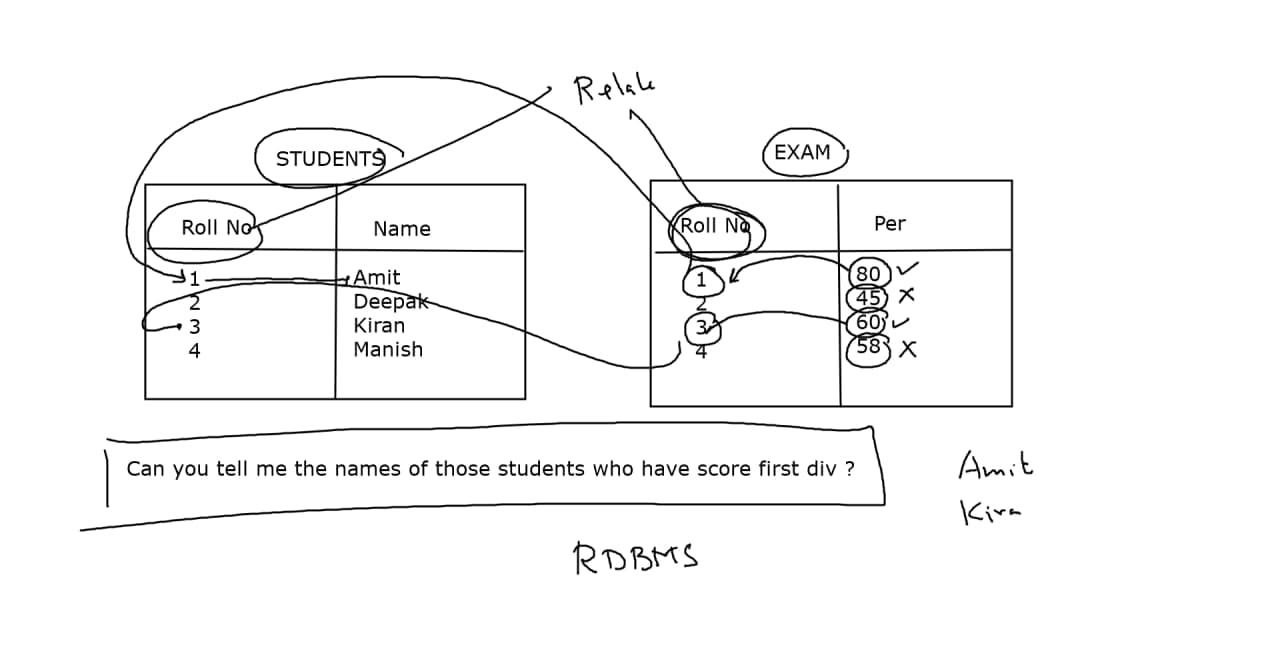 Relate
STUDENTS
EXAM
Roll No
Name
Roll No
Per
1 Amit
2 Deepak
3 Kiran
4 Manish
1 80
2 45
3 60
4 58
Can you tell me the names of those students who have score first div ?
Amit
Kiran
RDBMS